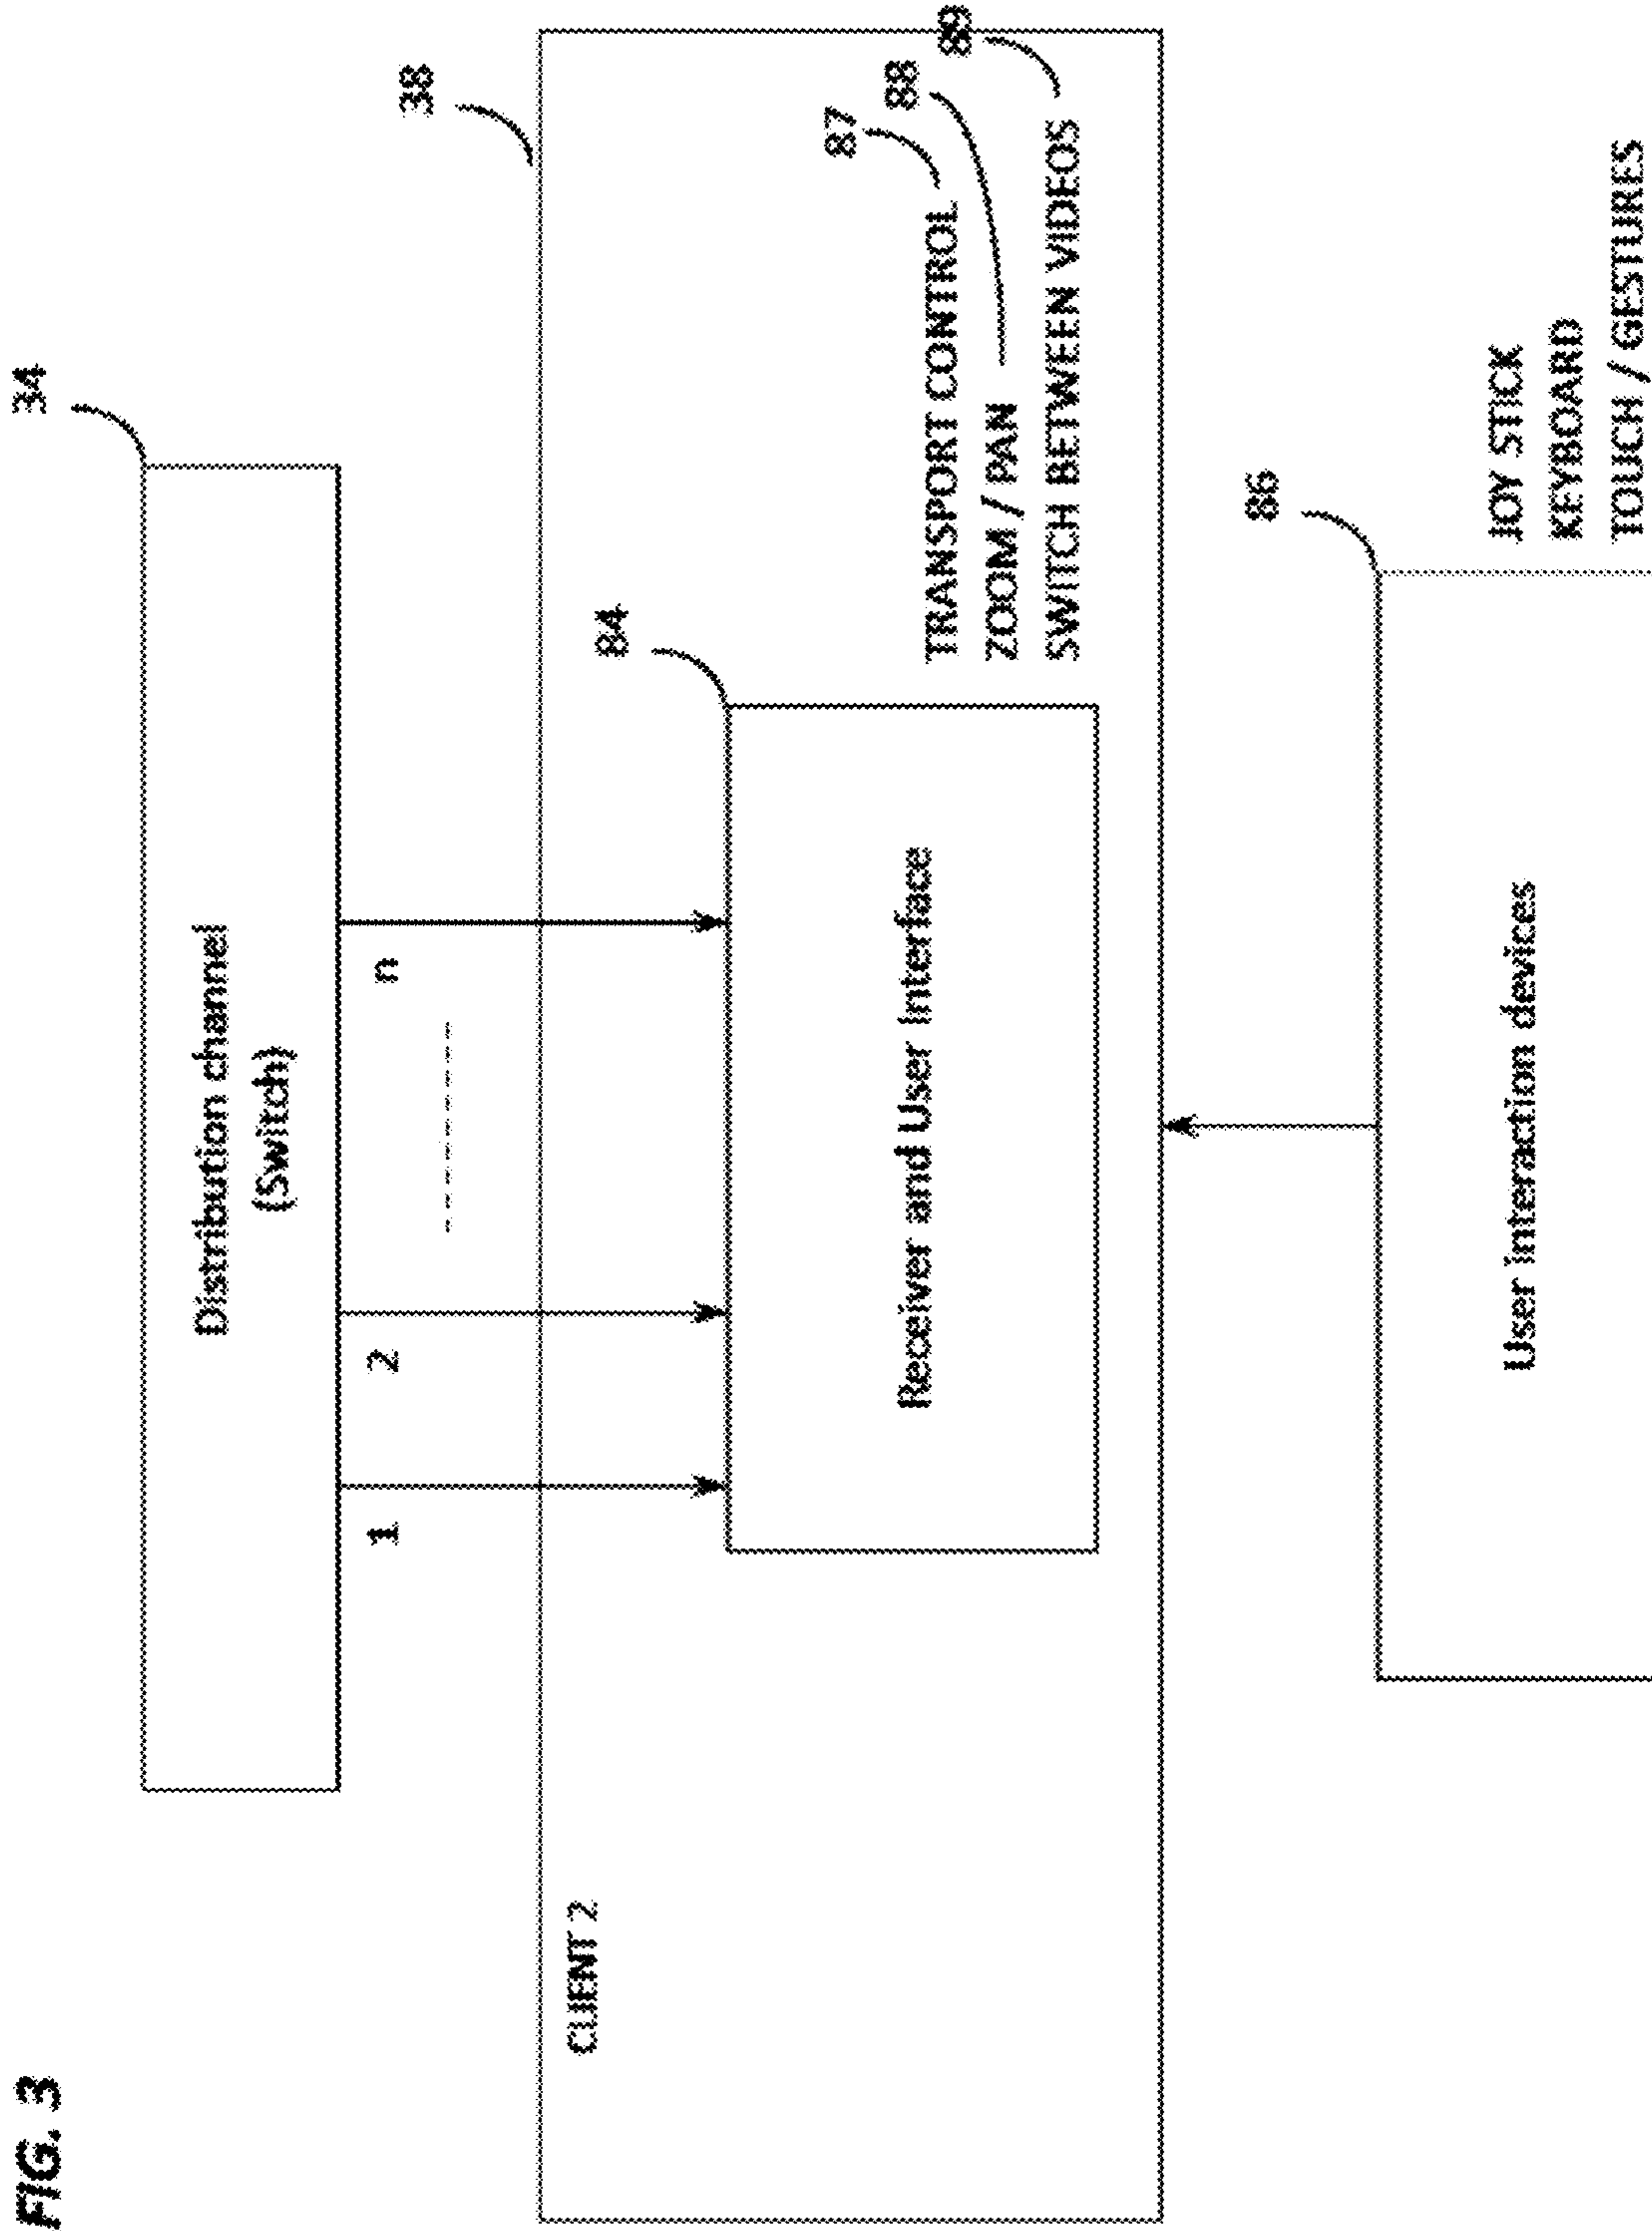 FIG. 3
34
Distribution channel
(Switch)
1
2
n
38
CLIENT 2
84
Receiver and User Interface
87
88
89
TRANSPORT CONTROL
ZOOM / PAN
SWITCH BETWEEN VIDEOS
86
User interaction devices
JOY STICK
KEYBOARD
TOUCH / GESTURES